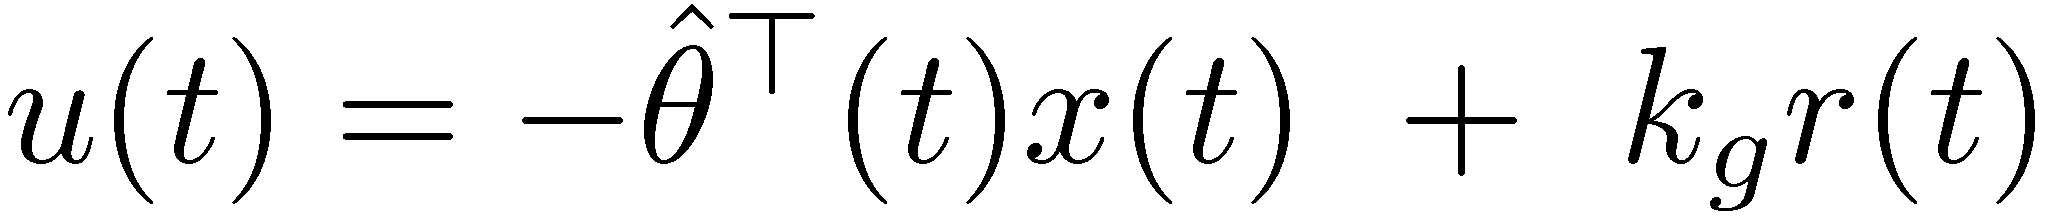 u(t) = −θ̂^⊤(t)x(t) + k_g r(t)